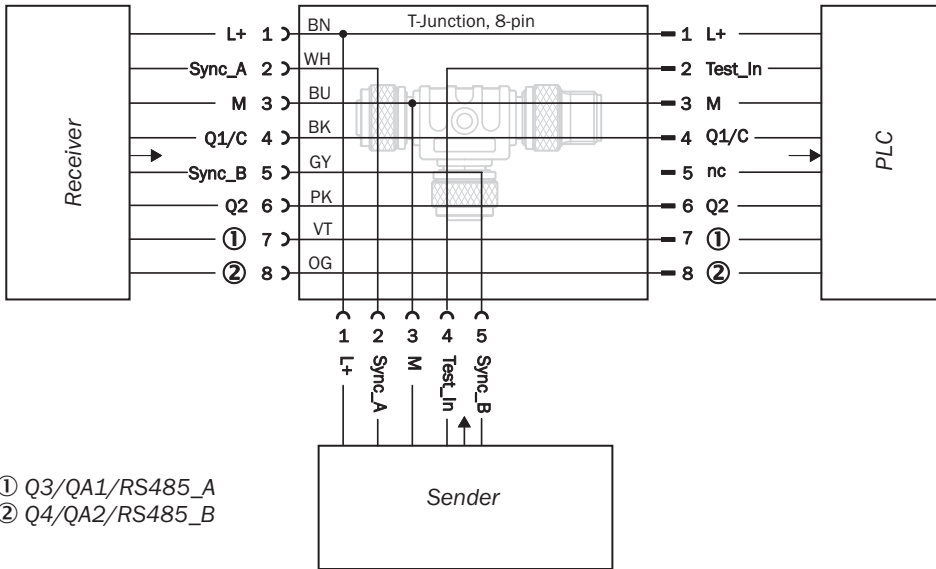 T-Junction, 8-pin
L+ 1 BN 1 L+
Sync_A 2 WH 2 Test_In
M 3 BU 3 M
Q1/C 4 BK 4 Q1/C
Sync_B 5 GY 5 nc
Q2 6 PK 6 Q2
① 7 VT 7 ①
② 8 OG 8 ②
Receiver
PLC
1 2 3 4 5
L+ Sync_A M Test_In Sync_B
Sender
① Q3/QA1/RS485_A
② Q4/QA2/RS485_B